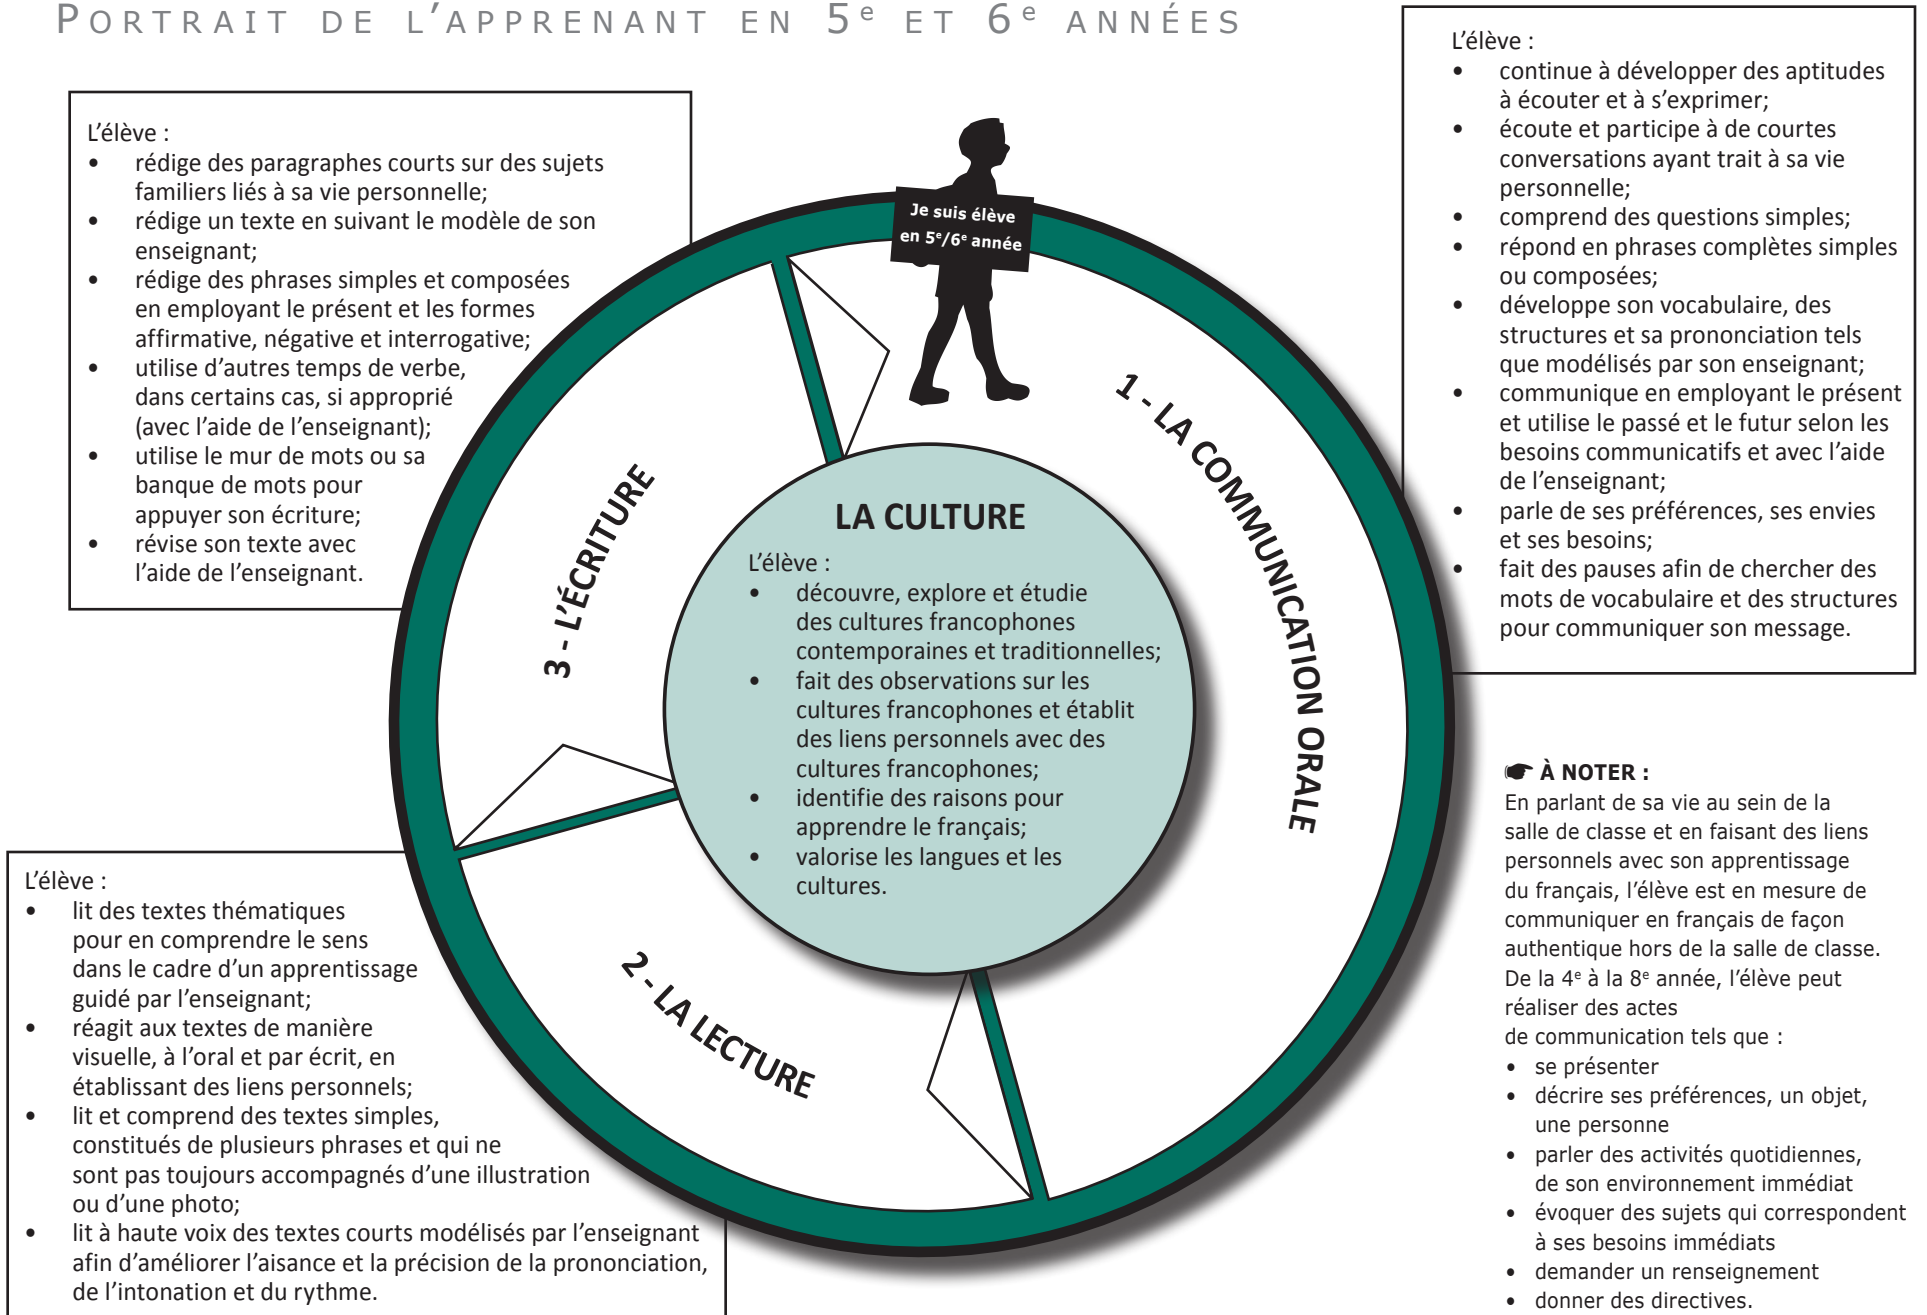 PORTRAIT DE L'APPRENANT EN 5e ET 6e ANNÉES
L'élève :
• rédige des paragraphes courts sur des sujets
familiers liés à sa vie personnelle;
• rédige un texte en suivant le modèle de son
enseignant;
• rédige des phrases simples et composées
en employant le présent et les formes
affirmative, négative et interrogative;
• utilise d'autres temps de verbe,
dans certains cas, si approprié
(avec l'aide de l'enseignant);
• utilise le mur de mots ou sa
banque de mots pour
appuyer son écriture;
• révise son texte avec
l'aide de l'enseignant.
Je suis élève
en 5e/6e année
L'élève :
• continue à développer des aptitudes
à écouter et à s'exprimer;
• écoute et participe à de courtes
conversations ayant trait à sa vie
personnelle;
• comprend des questions simples;
• répond en phrases complètes simples
ou composées;
• développe son vocabulaire, des
structures et sa prononciation tels
que modélisés par son enseignant;
• communique en employant le présent
et utilise le passé et le futur selon les
besoins communicatifs et avec l'aide
de l'enseignant;
• parle de ses préférences, ses envies
et ses besoins;
• fait des pauses afin de chercher des
mots de vocabulaire et des structures
pour communiquer son message.
1 - LA COMMUNICATION ORALE
3 - L'ÉCRITURE
LA CULTURE
L'élève :
• découvre, explore et étudie
des cultures francophones
contemporaines et traditionnelles;
• fait des observations sur les
cultures francophones et établit
des liens personnels avec des
cultures francophones;
• identifie des raisons pour
apprendre le français;
• valorise les langues et les
cultures.
2 - LA LECTURE
L'élève :
• lit des textes thématiques
pour en comprendre le sens
dans le cadre d'un apprentissage
guidé par l'enseignant;
• réagit aux textes de manière
visuelle, à l'oral et par écrit, en
établissant des liens personnels;
• lit et comprend des textes simples,
constitués de plusieurs phrases et qui ne
sont pas toujours accompagnés d'une illustration
ou d'une photo;
• lit à haute voix des textes courts modélisés par l'enseignant
afin d'améliorer l'aisance et la précision de la prononciation,
de l'intonation et du rythme.
☛ À NOTER :
En parlant de sa vie au sein de la
salle de classe et en faisant des liens
personnels avec son apprentissage
du français, l'élève est en mesure de
communiquer en français de façon
authentique hors de la salle de classe.
De la 4e à la 8e année, l'élève peut
réaliser des actes
de communication tels que :
• se présenter
• décrire ses préférences, un objet,
une personne
• parler des activités quotidiennes,
de son environnement immédiat
• évoquer des sujets qui correspondent
à ses besoins immédiats
• demander un renseignement
• donner des directives.